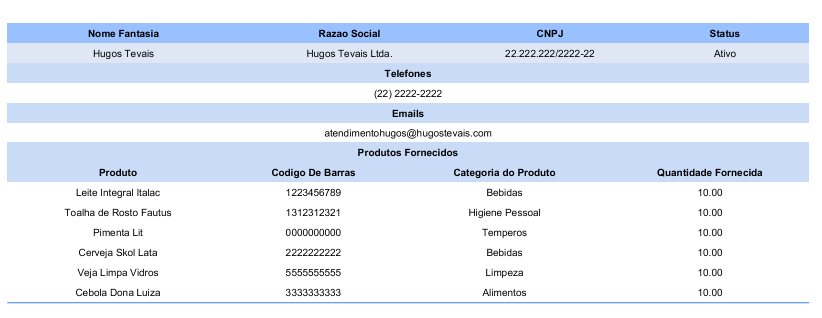 Nome Fantasia Razao Social CNPJ Status
Hugos Tevais Hugos Tevais Ltda. 22.222.222/2222-22 Ativo
Telefones
(22) 2222-2222
Emails
atendimentohugos@hugostevais.com
Produtos Fornecidos
Produto Codigo De Barras Categoria do Produto Quantidade Fornecida
Leite Integral Italac 1223456789 Bebidas 10.00
Toalha de Rosto Fautus 1312312321 Higiene Pessoal 10.00
Pimenta Lit 0000000000 Temperos 10.00
Cerveja Skol Lata 2222222222 Bebidas 10.00
Veja Limpa Vidros 5555555555 Limpeza 10.00
Cebola Dona Luiza 3333333333 Alimentos 10.00